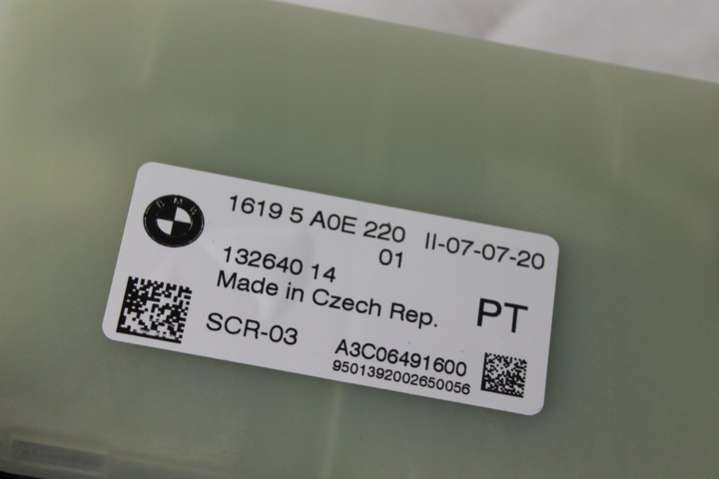 BMW
1619 5 A0E 220 II-07-07-20
01
132640 14
Made in Czech Rep.
PT
SCR-03
A3C06491600
9501392002650056